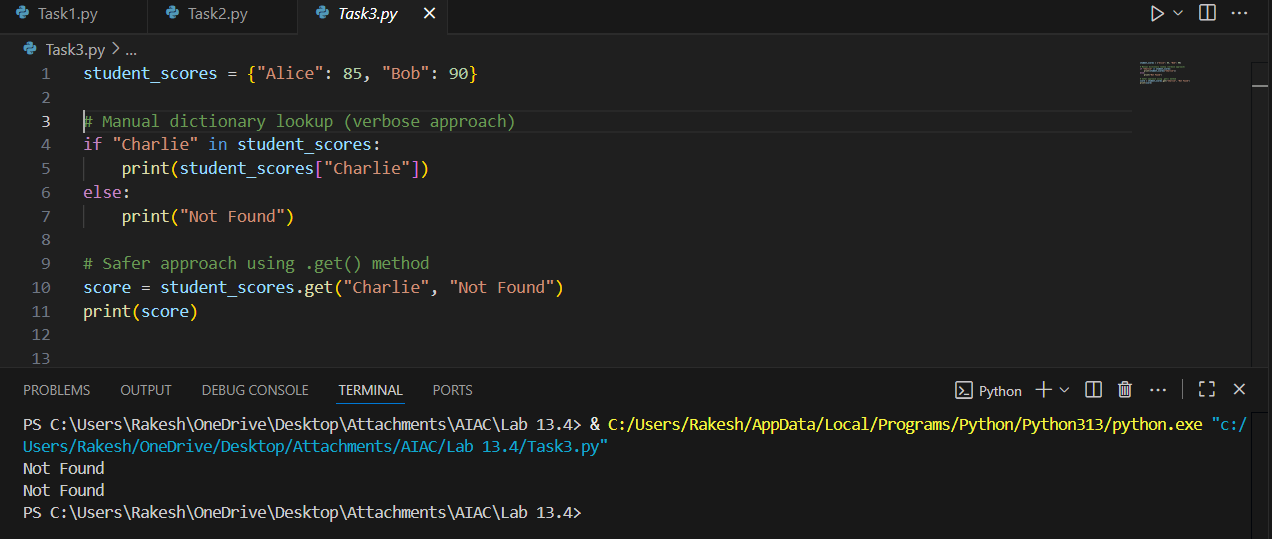 Task1.py Task2.py Task3.py
Task3.py > ...
1 student_scores = {"Alice": 85, "Bob": 90}
2
3 # Manual dictionary lookup (verbose approach)
4 if "Charlie" in student_scores:
5     print(student_scores["Charlie"])
6 else:
7     print("Not Found")
8
9 # Safer approach using .get() method
10 score = student_scores.get("Charlie", "Not Found")
11 print(score)
12
13
PROBLEMS OUTPUT DEBUG CONSOLE TERMINAL PORTS Python
PS C:\Users\Rakesh\OneDrive\Desktop\Attachments\AIAC\Lab 13.4> & C:/Users/Rakesh/AppData/Local/Programs/Python/Python313/python.exe "c:/
Users/Rakesh/OneDrive/Desktop/Attachments/AIAC/Lab 13.4/Task3.py"
Not Found
Not Found
PS C:\Users\Rakesh\OneDrive\Desktop\Attachments\AIAC\Lab 13.4>